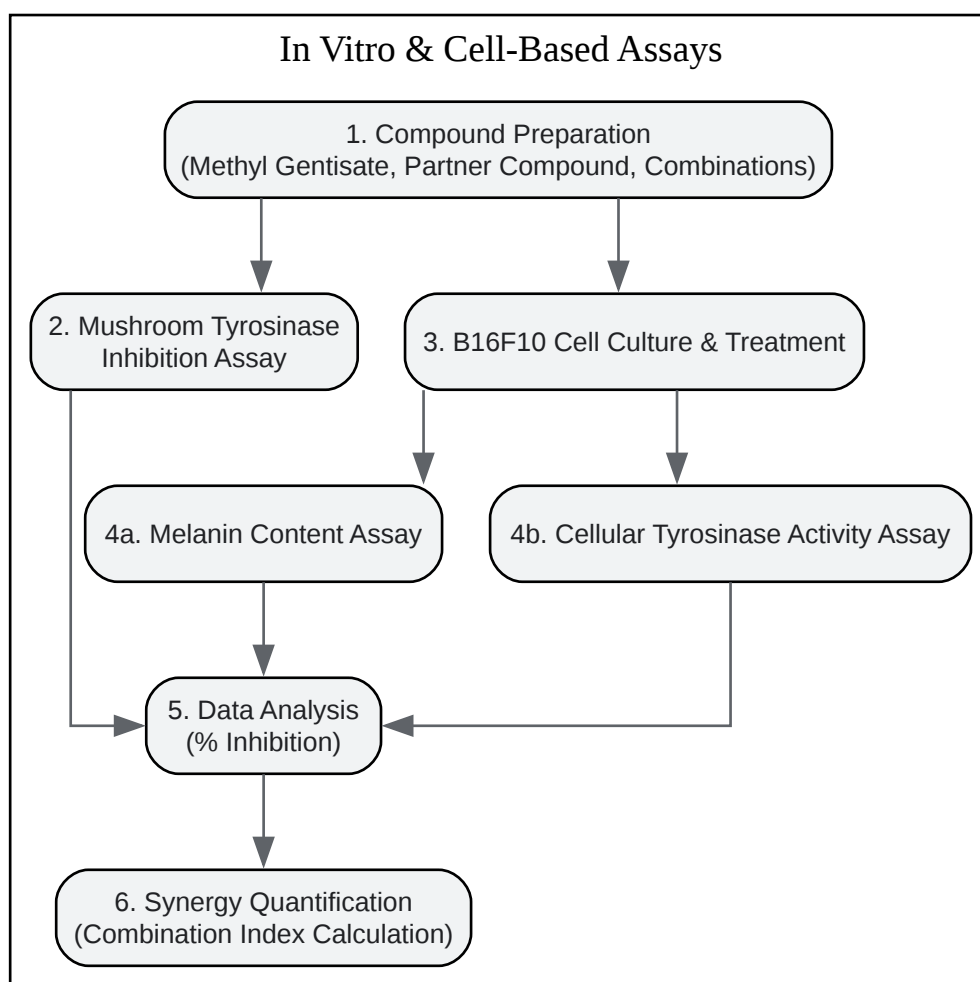 In Vitro & Cell-Based Assays
1. Compound Preparation
(Methyl Gentisate, Partner Compound, Combinations)
2. Mushroom Tyrosinase
Inhibition Assay
3. B16F10 Cell Culture & Treatment
4a. Melanin Content Assay
4b. Cellular Tyrosinase Activity Assay
5. Data Analysis
(% Inhibition)
6. Synergy Quantification
(Combination Index Calculation)